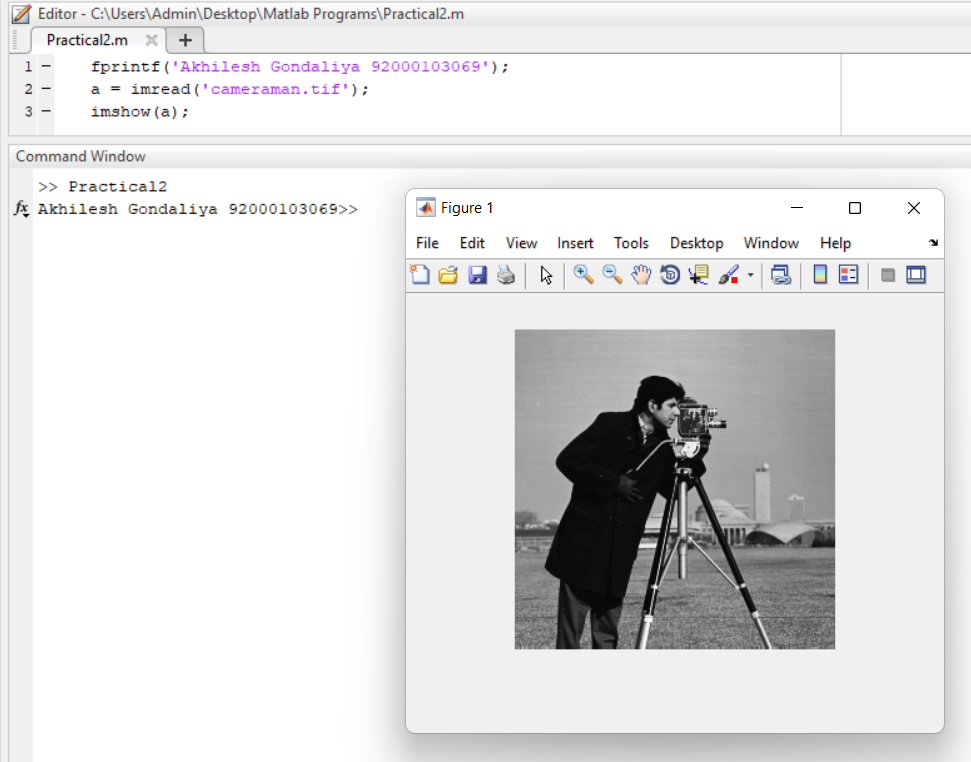 Editor - C:\Users\Admin\Desktop\Matlab Programs\Practical2.m
Practical2.m
1 fprintf('Akhilesh Gondaliya 92000103069');
2 a = imread('cameraman.tif');
3 imshow(a);
Command Window
>> Practical2
fx Akhilesh Gondaliya 92000103069>>
Figure 1
File Edit View Insert Tools Desktop Window Help